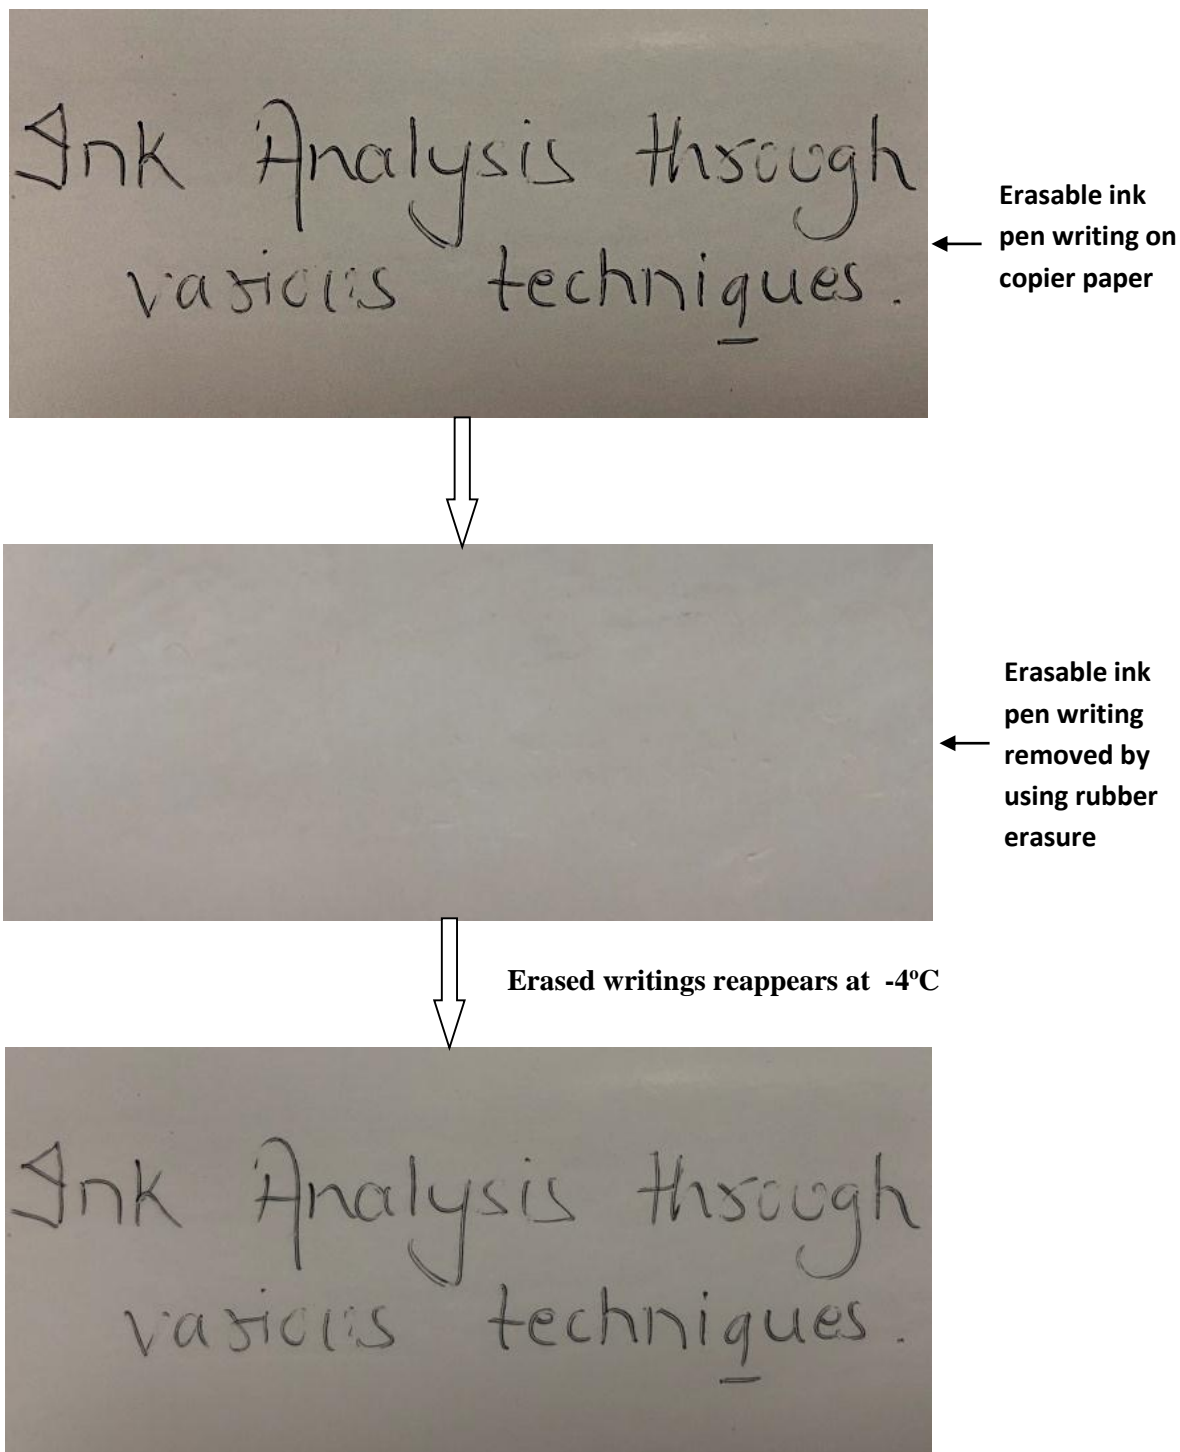 Ink Analysis through
various techniques.
Erasable ink
pen writing on
copier paper
Erasable ink
pen writing
removed by
using rubber
erasure
Erased writings reappears at -4ºC
Ink Analysis through
various techniques.